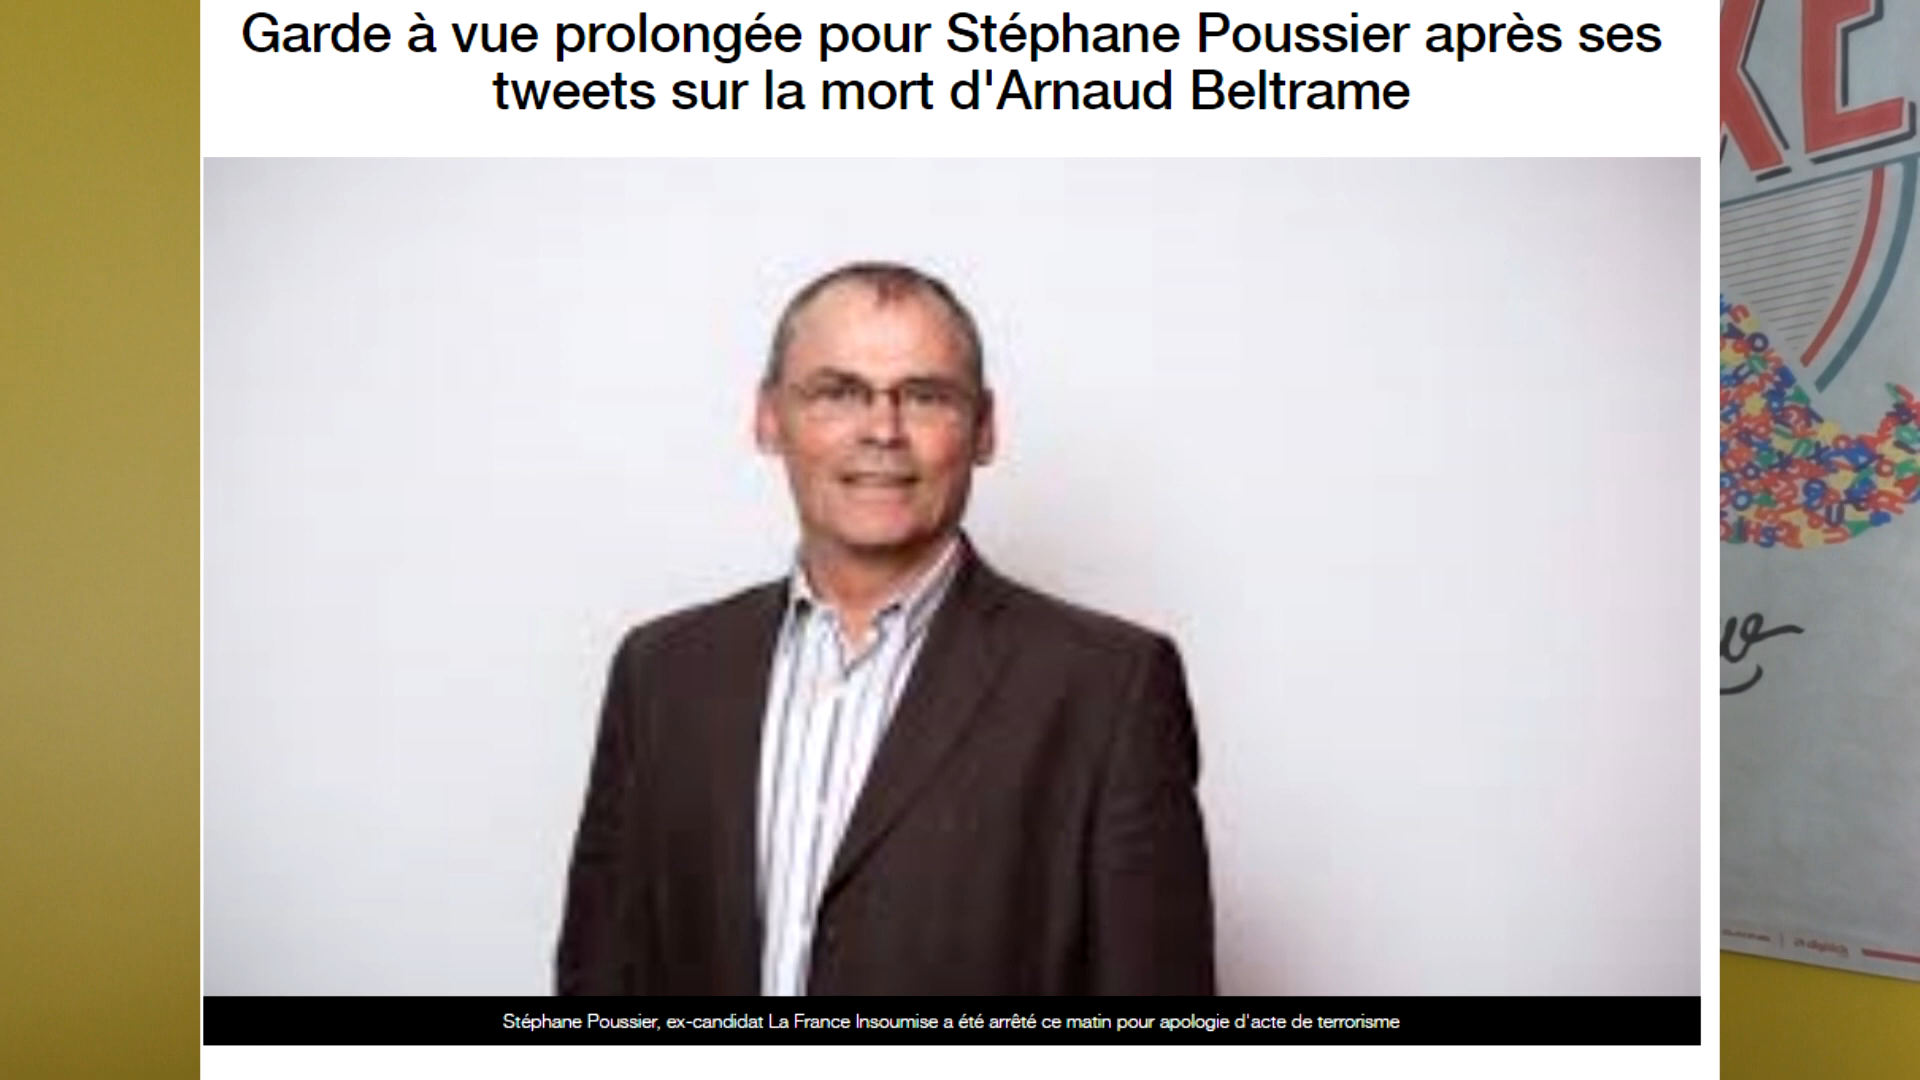 Garde à vue prolongée pour Stéphane Poussier après ses
tweets sur la mort d'Arnaud Beltrame
Stéphane Poussier, ex-candidat La France Insoumise a été arrêté ce matin pour apologie d'acte de terrorisme